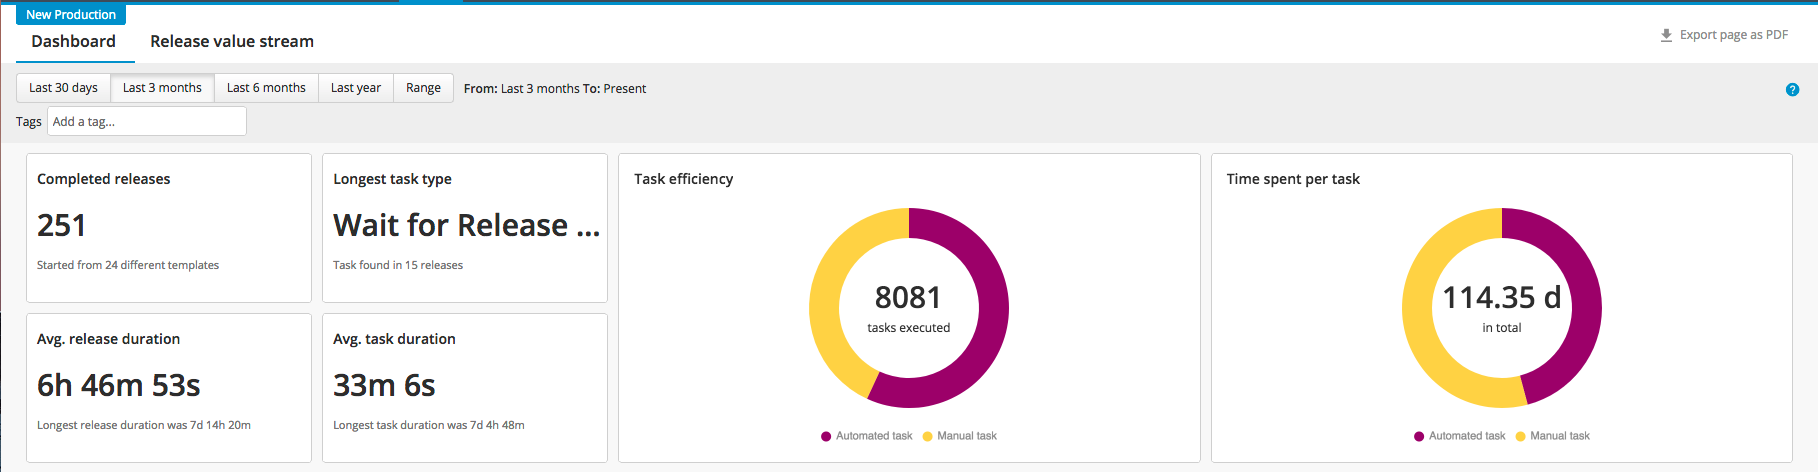 New Production
Dashboard
Release value stream
Export page as PDF
Last 30 days
Last 3 months
Last 6 months
Last year
Range
From: Last 3 months To: Present
?
Tags
Add a tag...
Completed releases
251
Started from 24 different templates
Longest task type
Wait for Release ...
Task found in 15 releases
Avg. release duration
6h 46m 53s
Longest release duration was 7d 14h 20m
Avg. task duration
33m 6s
Longest task duration was 7d 4h 48m
Task efficiency
8081
tasks executed
Automated task
Manual task
Time spent per task
114.35 d
in total
Automated task
Manual task